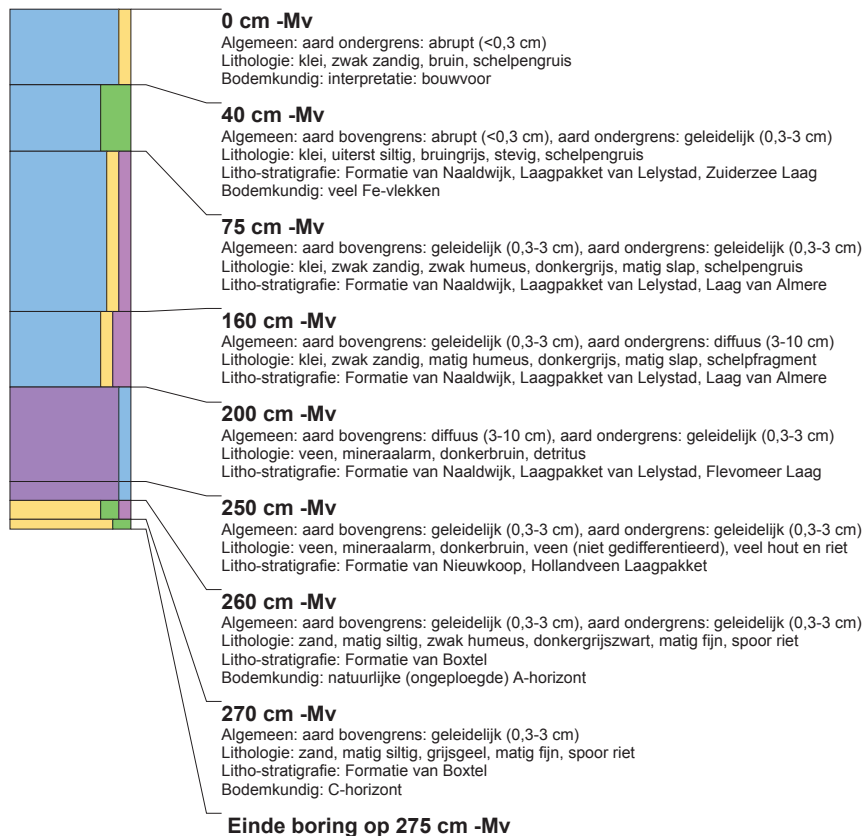 0 cm -Mv
Algemeen: aard ondergrens: abrupt (<0,3 cm)
Lithologie: klei, zwak zandig, bruin, schelpengruis
Bodemkundig: interpretatie: bouwvoor
40 cm -Mv
Algemeen: aard bovengrens: abrupt (<0,3 cm), aard ondergrens: geleidelijk (0,3-3 cm)
Lithologie: klei, uiterst siltig, bruingrijs, stevig, schelpengruis
Litho-stratigrafie: Formatie van Naaldwijk, Laagpakket van Lelystad, Zuiderzee Laag
Bodemkundig: veel Fe-vlekken
75 cm -Mv
Algemeen: aard bovengrens: geleidelijk (0,3-3 cm), aard ondergrens: geleidelijk (0,3-3 cm)
Lithologie: klei, zwak zandig, zwak humeus, donkergrijs, matig slap, schelpengruis
Litho-stratigrafie: Formatie van Naaldwijk, Laagpakket van Lelystad, Laag van Almere
160 cm -Mv
Algemeen: aard bovengrens: geleidelijk (0,3-3 cm), aard ondergrens: diffuus (3-10 cm)
Lithologie: klei, zwak zandig, matig humeus, donkergrijs, matig slap, schelpfragment
Litho-stratigrafie: Formatie van Naaldwijk, Laagpakket van Lelystad, Laag van Almere
200 cm -Mv
Algemeen: aard bovengrens: diffuus (3-10 cm), aard ondergrens: geleidelijk (0,3-3 cm)
Lithologie: veen, mineraalarm, donkerbruin, detritus
Litho-stratigrafie: Formatie van Naaldwijk, Laagpakket van Lelystad, Flevomeer Laag
250 cm -Mv
Algemeen: aard bovengrens: geleidelijk (0,3-3 cm), aard ondergrens: geleidelijk (0,3-3 cm)
Lithologie: veen, mineraalarm, donkerbruin, veen (niet gedifferentieerd), veel hout en riet
Litho-stratigrafie: Formatie van Nieuwkoop, Hollandveen Laagpakket
260 cm -Mv
Algemeen: aard bovengrens: geleidelijk (0,3-3 cm), aard ondergrens: geleidelijk (0,3-3 cm)
Lithologie: zand, matig siltig, zwak humeus, donkergrijszwart, matig fijn, spoor riet
Litho-stratigrafie: Formatie van Boxtel
Bodemkundig: natuurlijke (ongeploegde) A-horizont
270 cm -Mv
Algemeen: aard bovengrens: geleidelijk (0,3-3 cm)
Lithologie: zand, matig siltig, grijsgeel, matig fijn, spoor riet
Litho-stratigrafie: Formatie van Boxtel
Bodemkundig: C-horizont
Einde boring op 275 cm -Mv